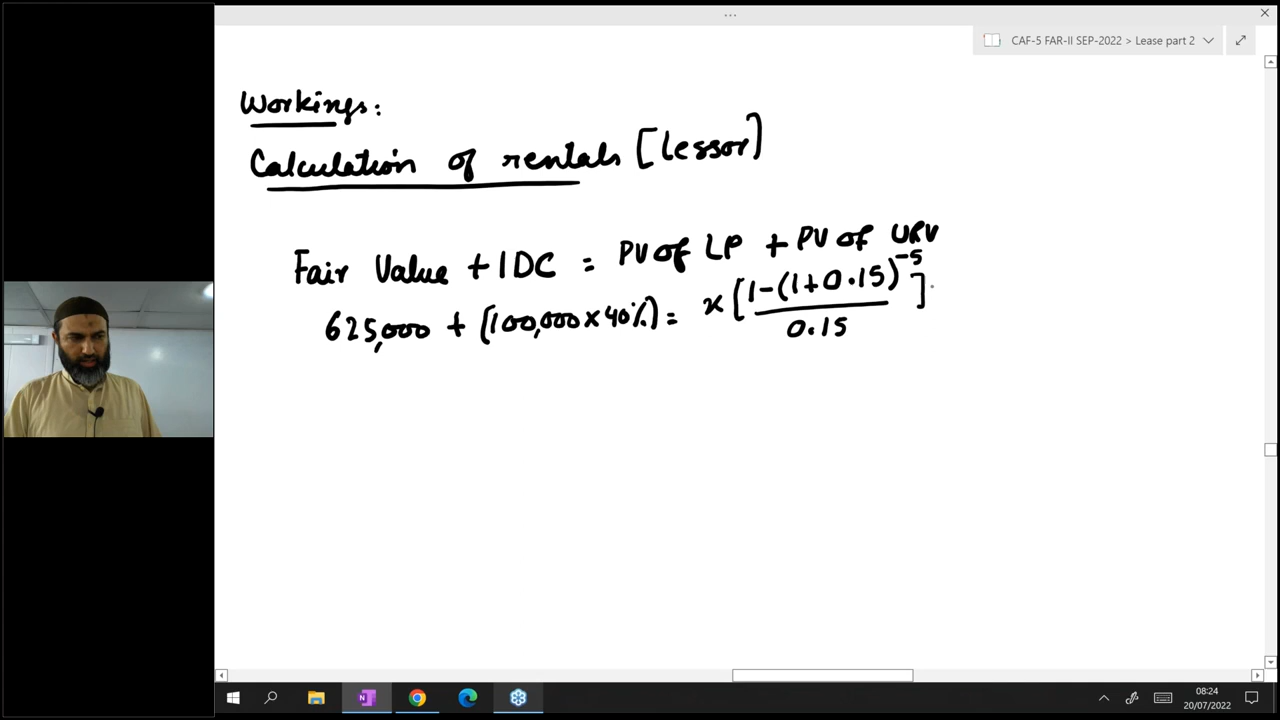 CAF-5 FAR-II SEP-2022 > Lease part 2
Workings:
Calculation of rentals [Lessor]
Fair Value + IDC = PV of LP + PV of URV
625,000 + (100,000 x 40%) = x [1-(1+0.15)^-5 / 0.15]
08:24
20/07/2022